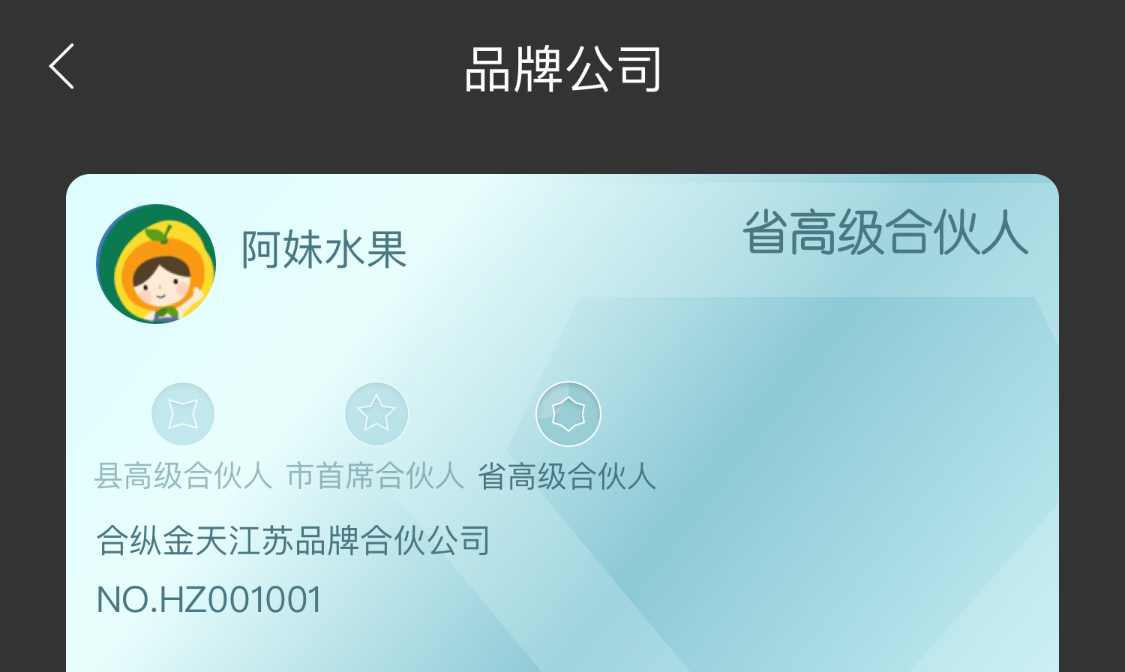 品牌公司
阿妹水果
省高级合伙人
县高级合伙人 市首席合伙人 省高级合伙人
合纵金天江苏品牌合伙公司
NO.HZ001001